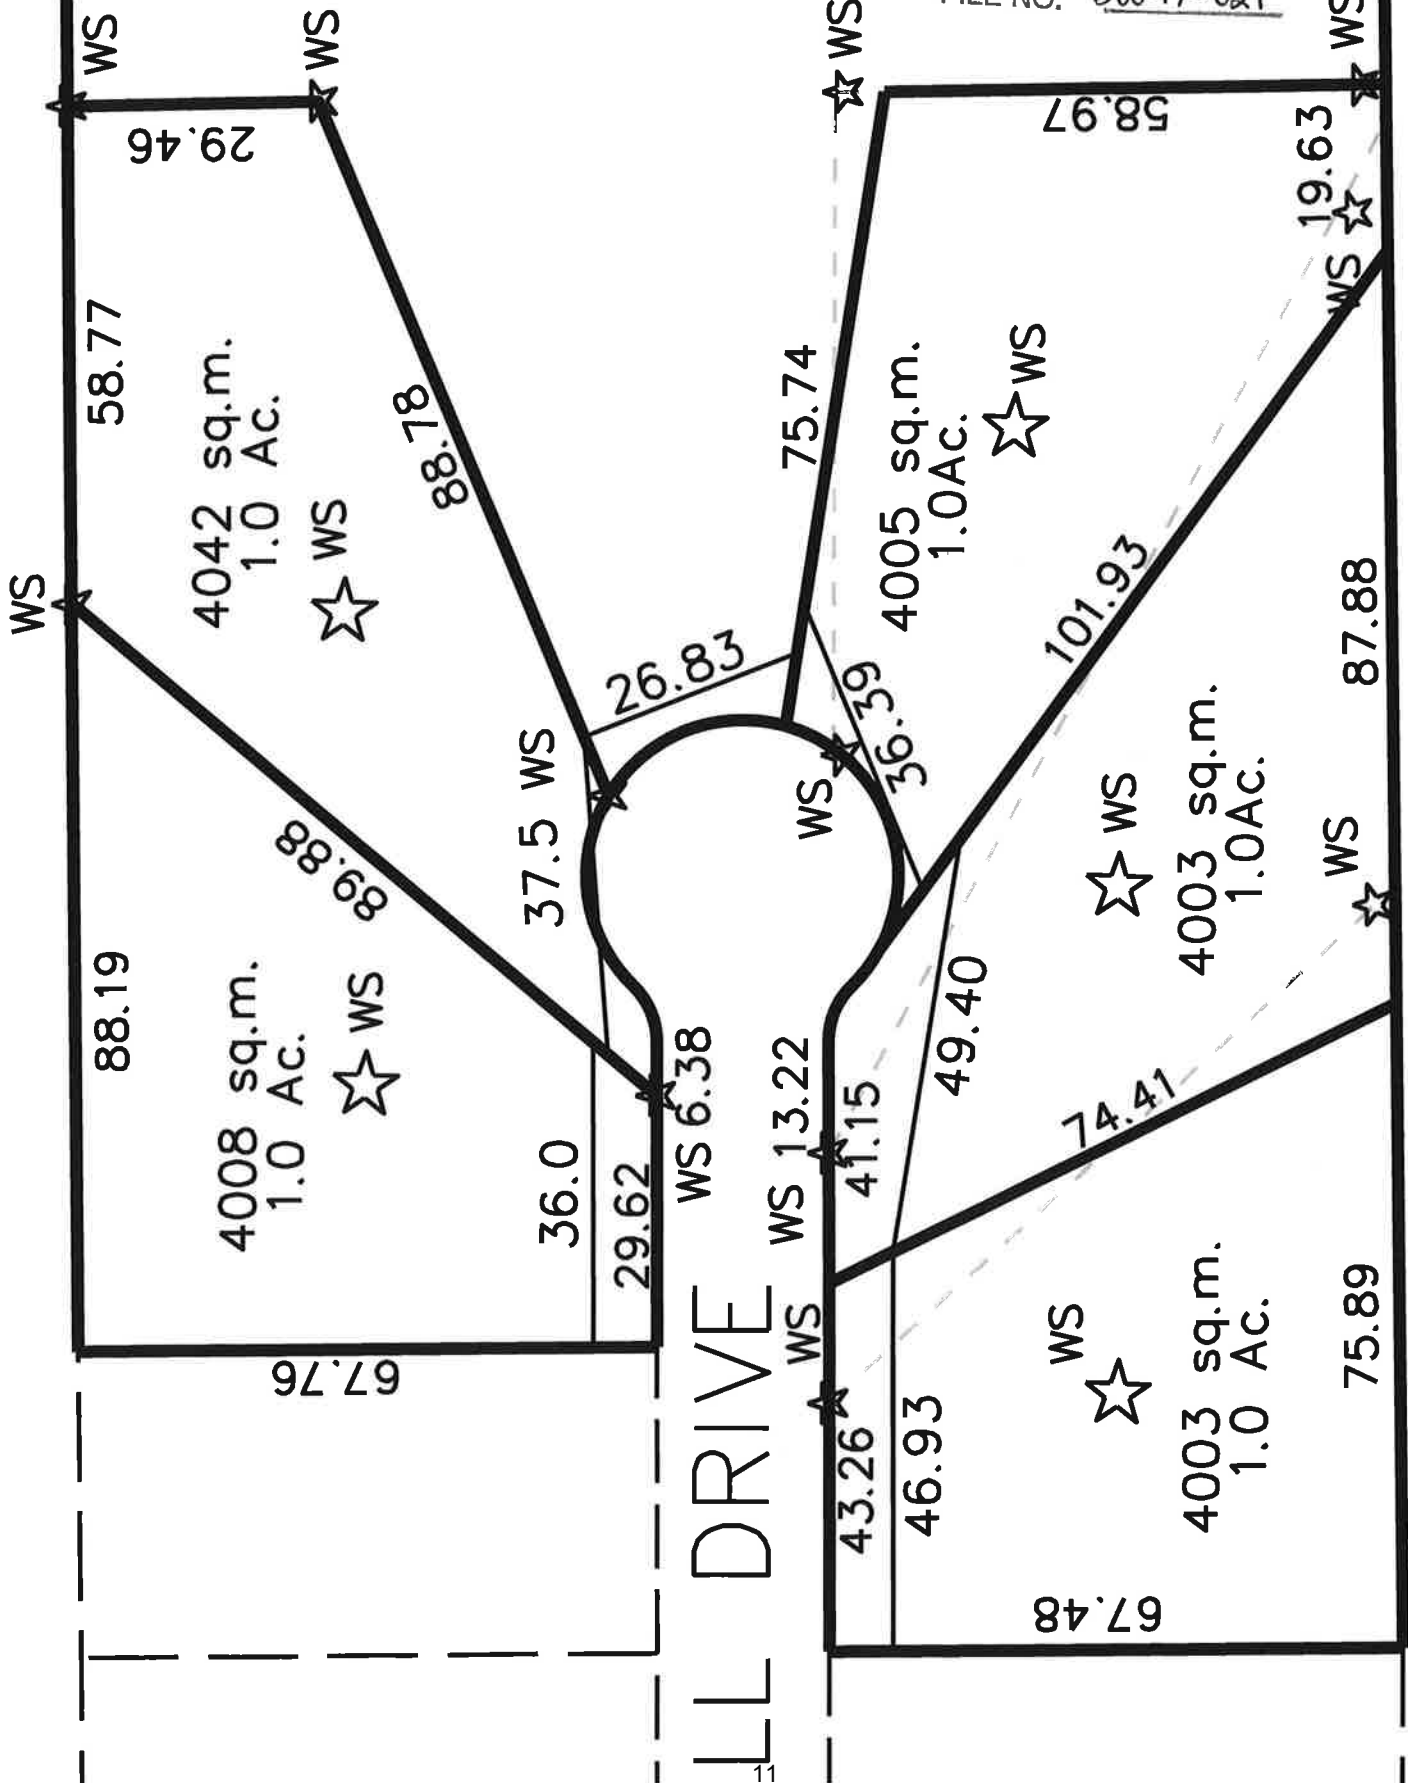 FILE NO.
WS
WS
WS
WS
29.46
58.97
19.63
WS
58.77
4042 sq.m.
1.0 Ac.
WS
88.78
75.74
4005 sq.m.
1.0Ac.
WS
WS
101.93
87.88
26.83
36.39
37.5 WS
WS
89.88
WS
4003 sq.m.
1.0Ac.
WS
88.19
4008 sq.m.
1.0 Ac.
WS
49.40
WS 6.38
WS 13.22
41.15
74.41
36.0
29.62
67.76
WS
WS
4003 sq.m.
1.0 Ac.
75.89
43.26
46.93
67.48
LL DRIVE
11